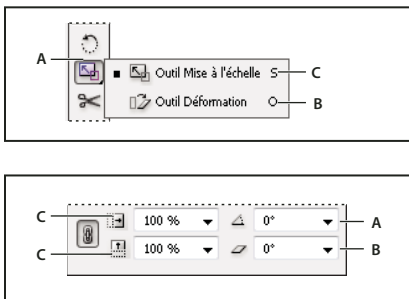 A
Outil Mise à l'échelle S C
Outil Déformation O B
C 100 % 0° A
C 100 % 0° B